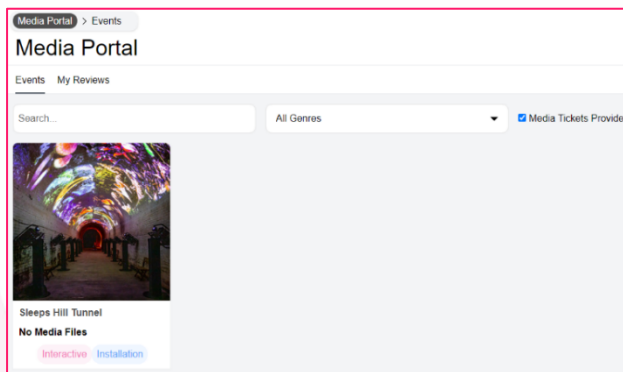 Media Portal > Events
Media Portal
Events My Reviews
Search... All Genres Media Tickets Provide
Sleeps Hill Tunnel
No Media Files
Interactive Installation